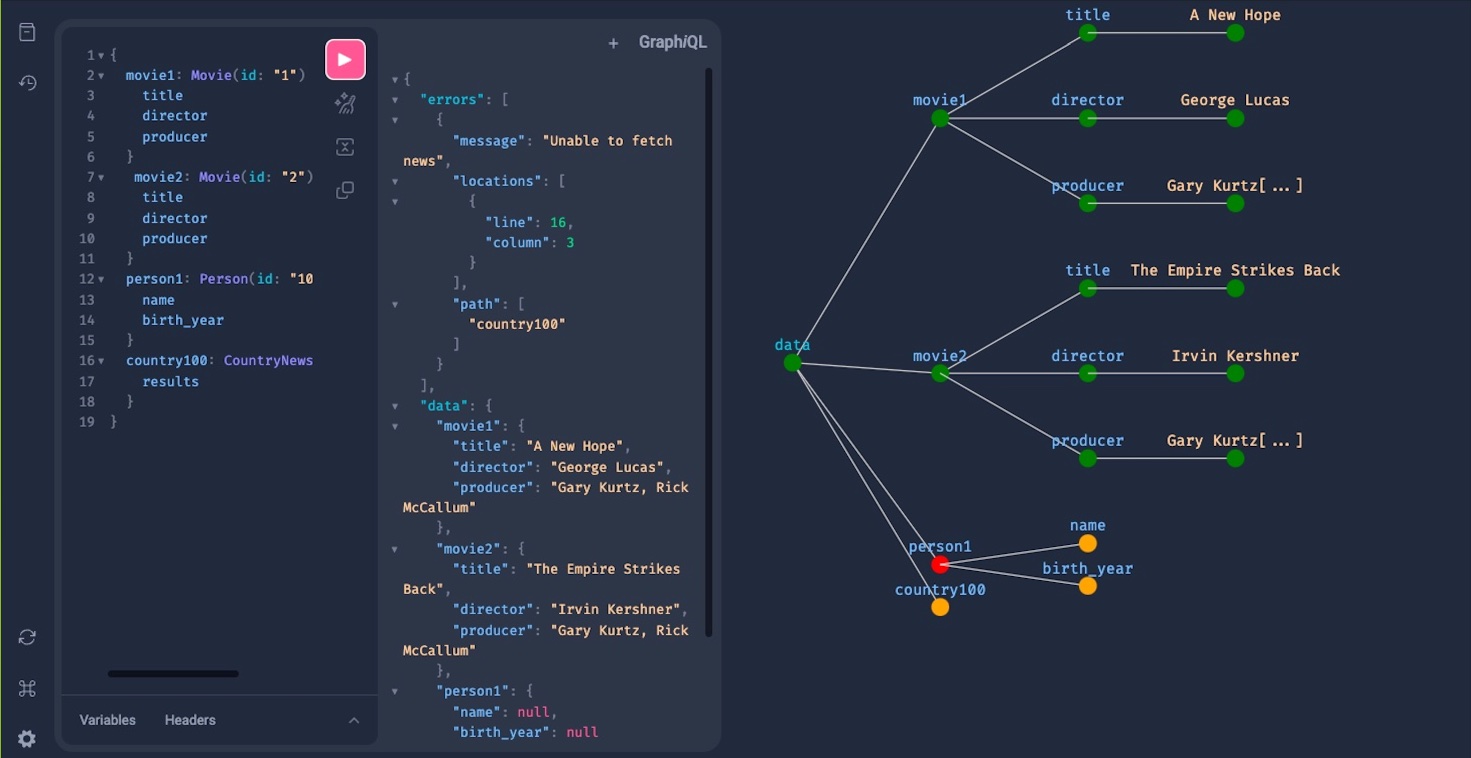 1 {
2 movie1: Movie(id: "1")
3 title
4 director
5 producer
6 }
7 movie2: Movie(id: "2")
8 title
9 director
10 producer
11 }
12 person1: Person(id: "10
13 name
14 birth_year
15 }
16 country100: CountryNews
17 results
18 }
19 }
Variables Headers
+ GraphiQL
{
"errors": [
{
"message": "Unable to fetch
news",
"locations": [
{
"line": 16,
"column": 3
}
],
"path": [
"country100"
]
}
],
"data": {
"movie1": {
"title": "A New Hope",
"director": "George Lucas",
"producer": "Gary Kurtz, Rick
McCallum"
},
"movie2": {
"title": "The Empire Strikes
Back",
"director": "Irvin Kershner",
"producer": "Gary Kurtz, Rick
McCallum"
},
"person1": {
"name": null,
"birth_year": null
title A New Hope
movie1 director George Lucas
producer Gary Kurtz[...]
title The Empire Strikes Back
data
movie2 director Irvin Kershner
producer Gary Kurtz[...]
name
person1
birth_year
country100